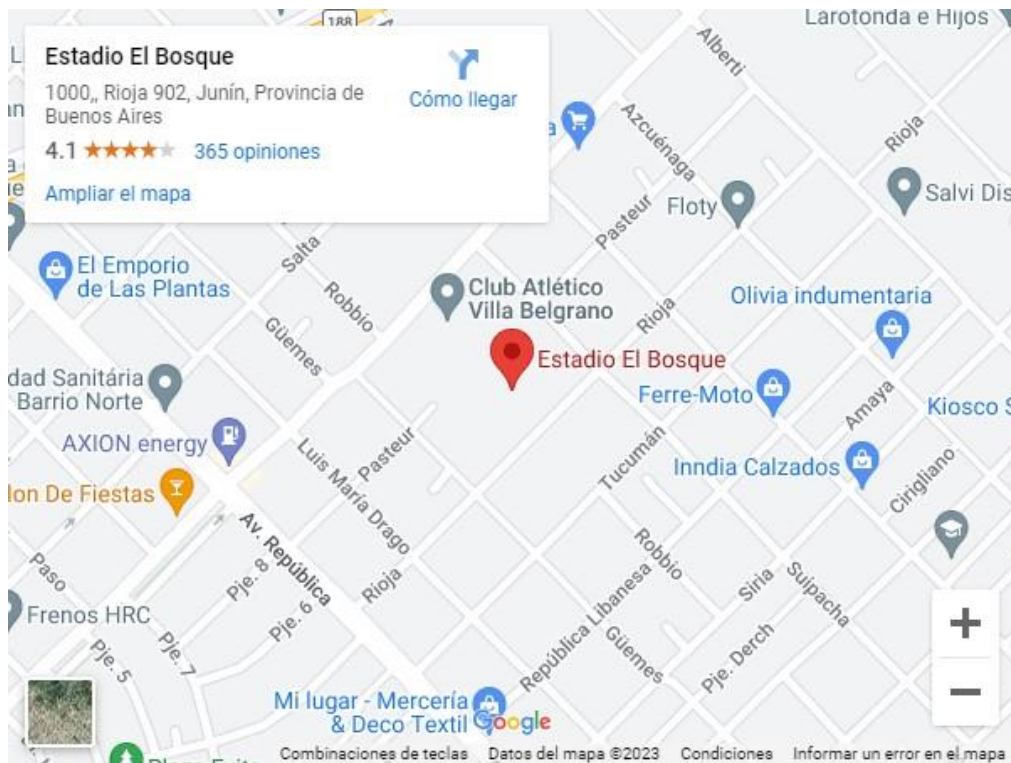 188
Larotonda e Hijos
Estadio El Bosque
1000,, Rioja 902, Junín, Provincia de
Buenos Aires
Cómo llegar
4.1
365 opiniones
Ampliar el mapa
Alberti
Azcuénaga
Rioja
Pasteur
Floty
Salvi Dis
Salta
El Emporio
de Las Plantas
Robbio
Club Atlético
Villa Belgrano
Rioja
Olivia indumentaria
Güemes
Estadio El Bosque
dad Sanitária
Barrio Norte
Ferre-Moto
Amaya
Kiosco S
AXION energy
Pasteur
Luis María Drago
Tucumán
Inndia Calzados
Cirigliano
lon De Fiestas
Av. República
Paso
Pje. 8
Rioja
Robbio
Siria
Suipacha
Frenos HRC
Pje. 6
República Libanesa
Güemes
Pje. 7
Pje. 5
Pje. Derch
Mi lugar - Mercería
& Deco Textil
Google
Combinaciones de teclas
Datos del mapa ©2023
Condiciones
Informar un error en el mapa